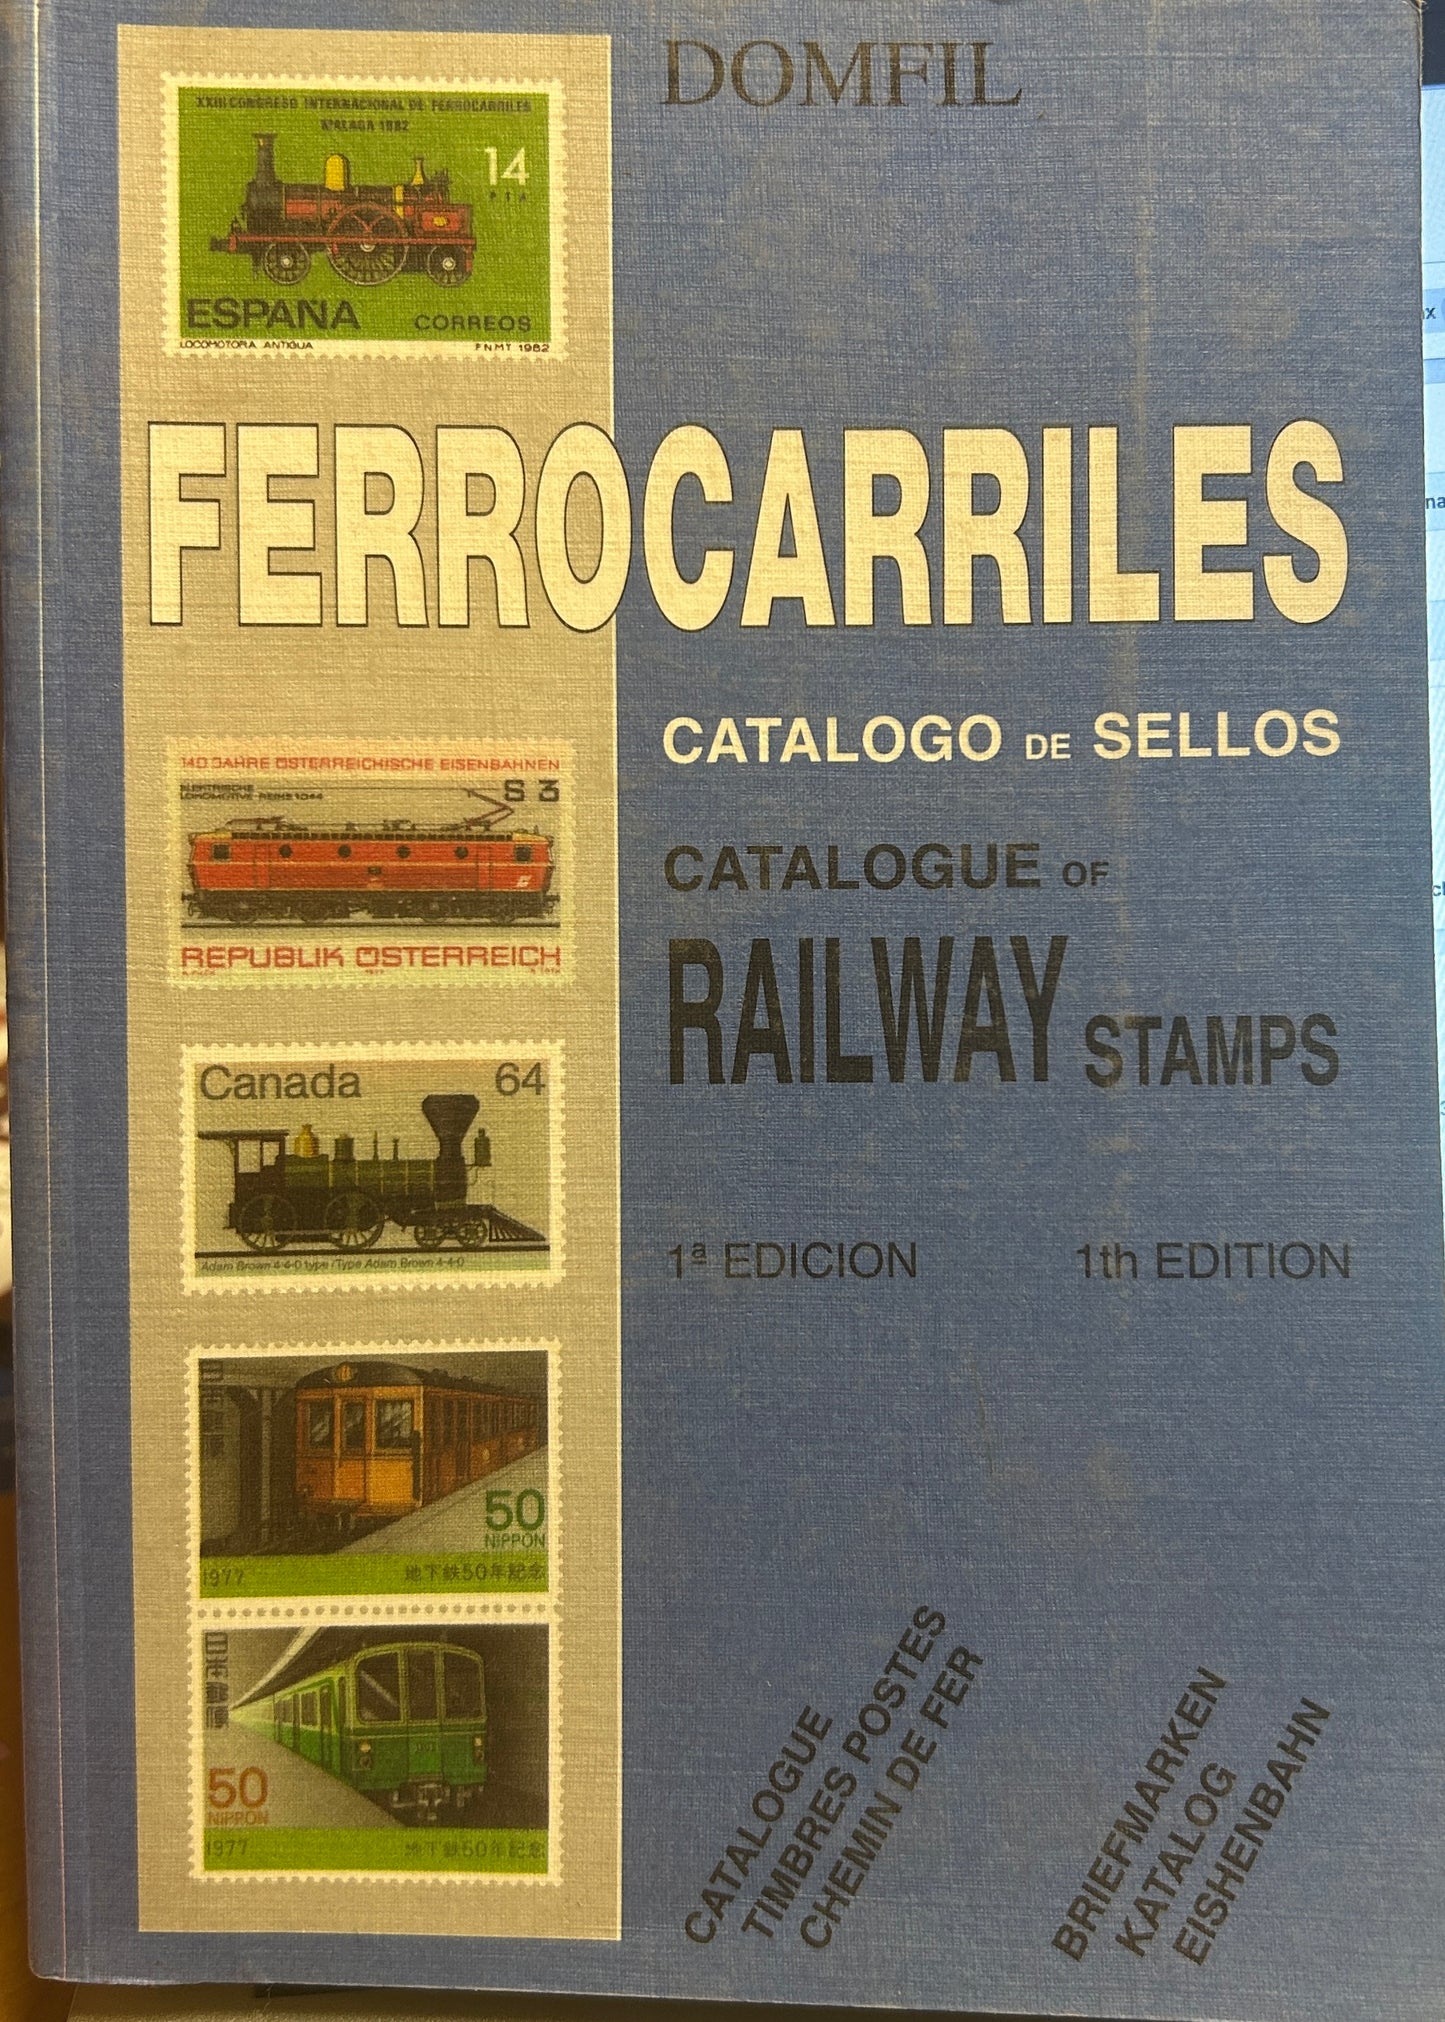 DOMFIL
XXIII CONGRESO INTERNACIONAL DE FERROCARRILES
MALAGA 1982
14
PTA
ESPAÑA CORREOS
LOCOMOTORA ANTIGUA F N M T 1982
FERROCARRILES
CATALOGO DE SELLOS
140 JAHRE ÖSTERREICHISCHE EISENBAHNEN
ELEKTRISCHE
LOKOMOTIVE REIHE 1044
S 3
REPUBLIK ÖSTERREICH
CATALOGUE OF
RAILWAY STAMPS
Canada 64
Adam Brown 4-4-0 type / Type Adam Brown 4-4-0
1ª EDICION 1th EDITION
50
NIPPON
1977 地下鉄50年記念
日本郵便
50
NIPPON
1977 地下鉄50年記念
CATALOGUE
TIMBRES POSTES
CHEMIN DE FER
BRIEFMARKEN
KATALOG
EISHENBAHN